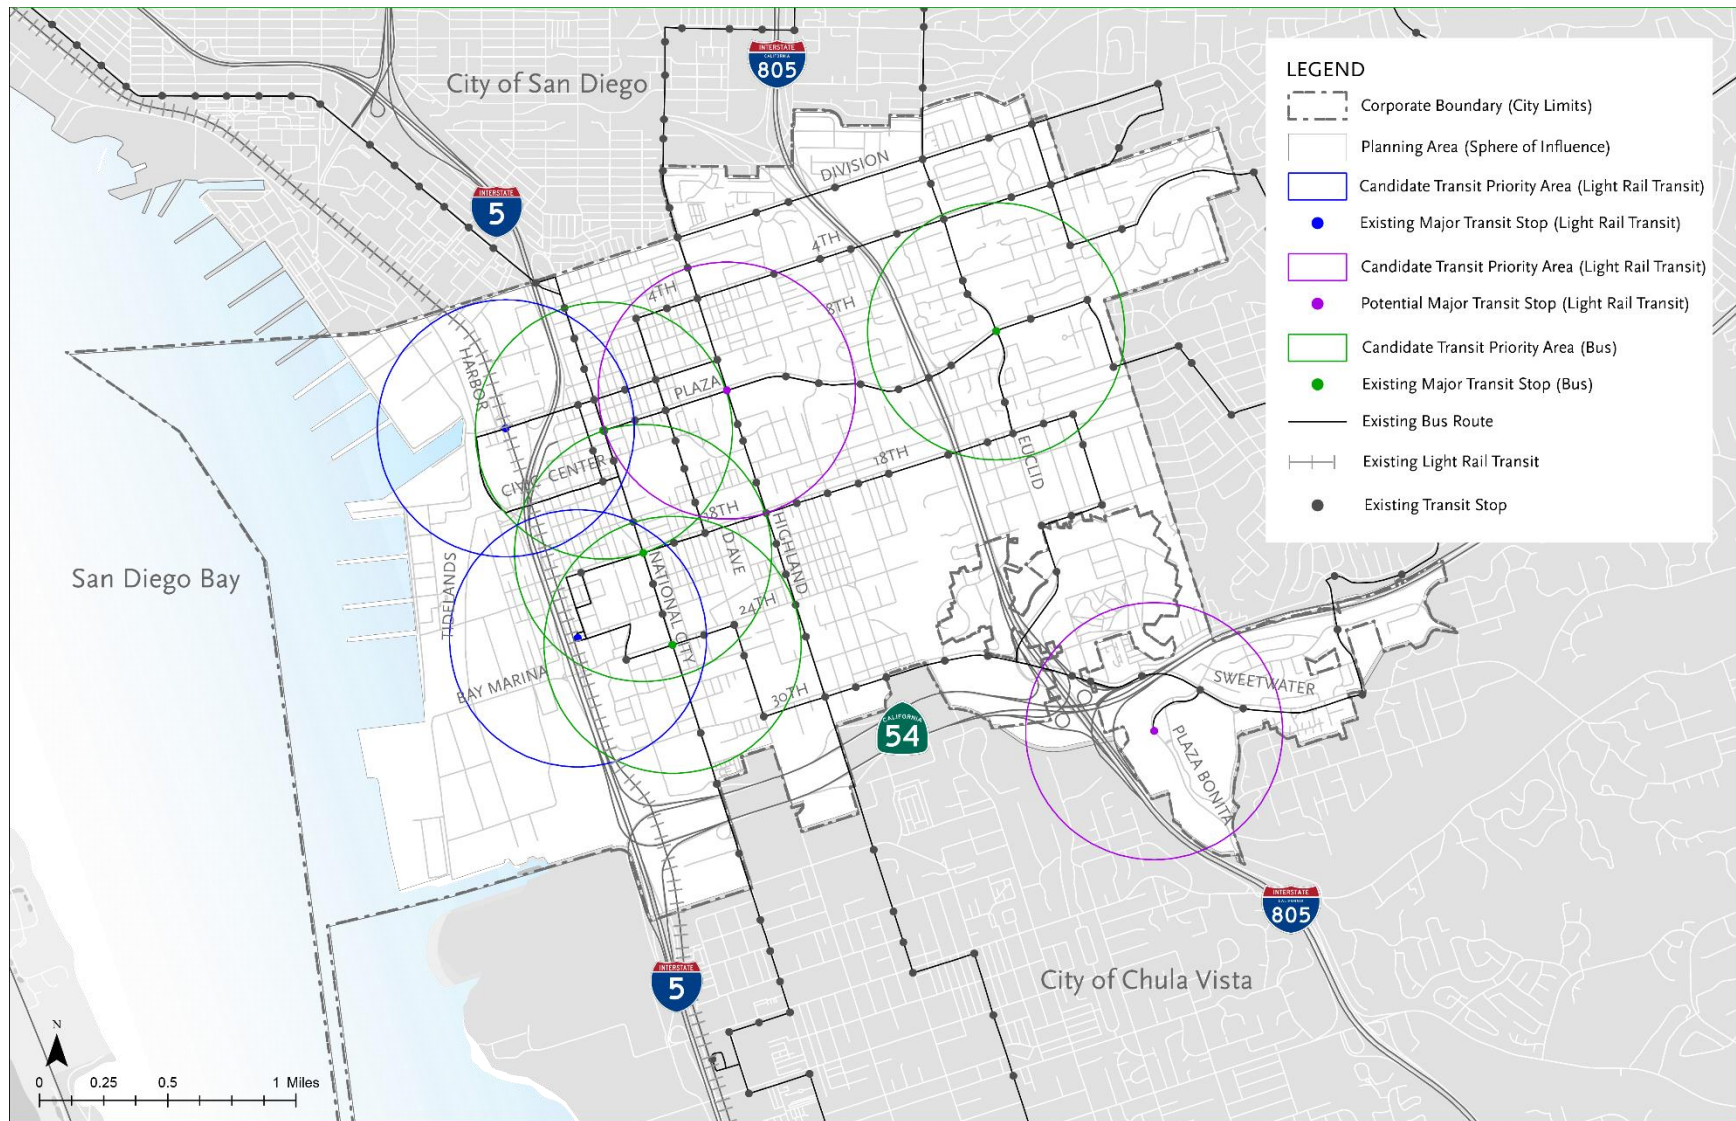 City of San Diego
INTERSTATE
CALIFORNIA
805
LEGEND
Corporate Boundary (City Limits)
Planning Area (Sphere of Influence)
Candidate Transit Priority Area (Light Rail Transit)
Existing Major Transit Stop (Light Rail Transit)
Candidate Transit Priority Area (Light Rail Transit)
Potential Major Transit Stop (Light Rail Transit)
Candidate Transit Priority Area (Bus)
Existing Major Transit Stop (Bus)
Existing Bus Route
Existing Light Rail Transit
Existing Transit Stop
INTERSTATE
5
DIVISION
4TH
4TH
8TH
HARBOR
PLAZA
CIVIC CENTER
18TH
EUCLID
18TH
D AVE
HIGHLAND
San Diego Bay
TIDELANDS
NATIONAL CITY
24TH
BAY MARINA
30TH
SWEETWATER
CALIFORNIA
54
PLAZA BONITA
INTERSTATE
CALIFORNIA
805
INTERSTATE
5
City of Chula Vista
N
0 0.25 0.5 1 Miles